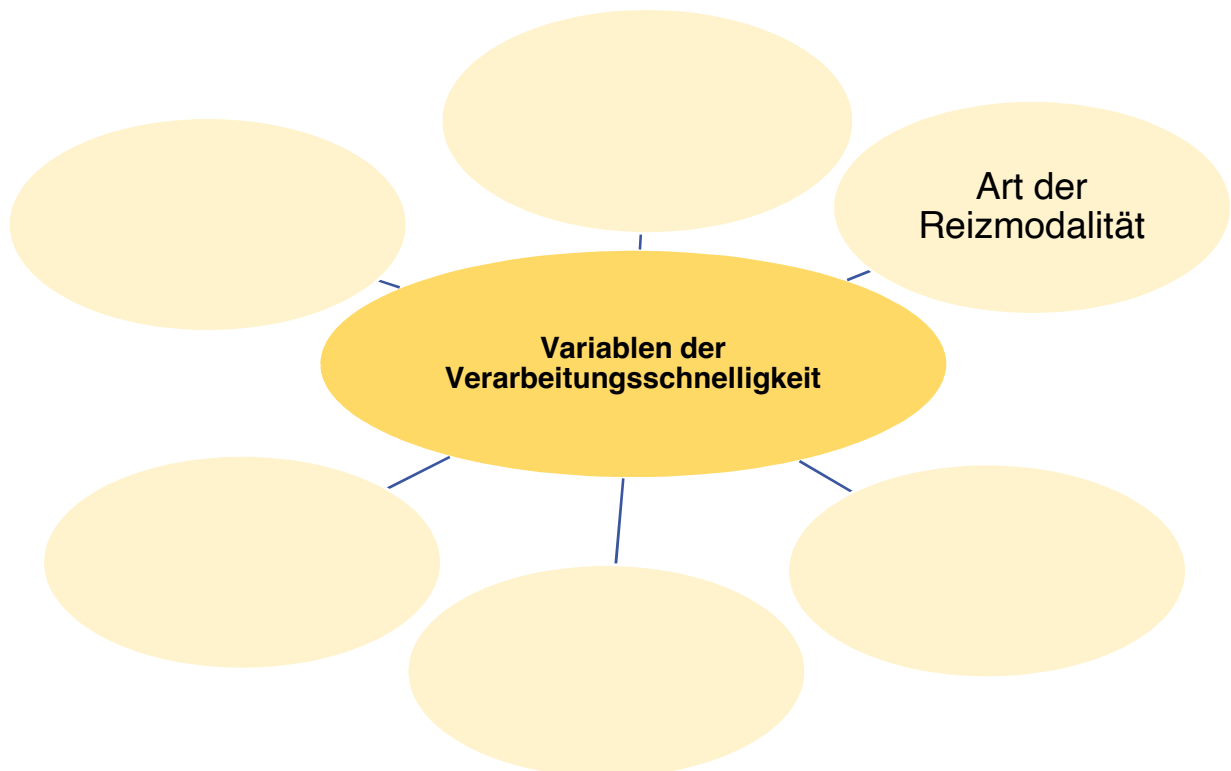 Art der
Reizmodalität
Variablen der
Verarbeitungsschnelligkeit